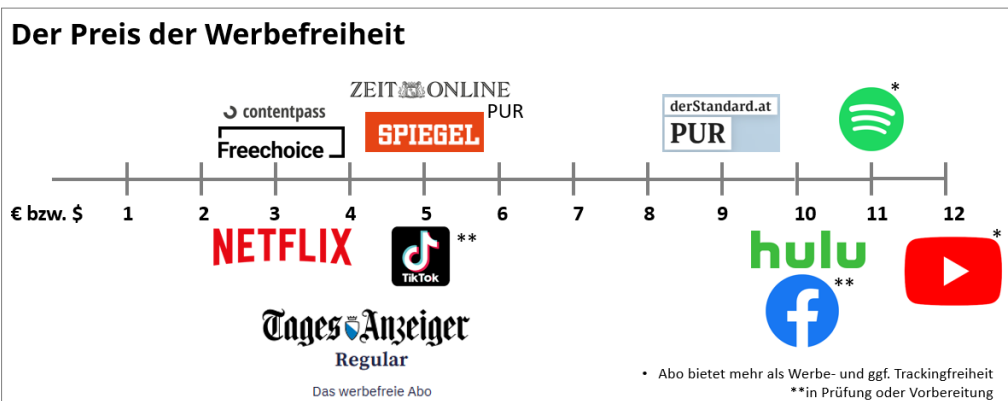 Der Preis der Werbefreiheit
ZEIT ONLINE
contentpass
SPIEGEL PUR
Freechoice
derStandard.at
PUR
*
€ bzw. $ 1 2 3 4 5 6 7 8 9 10 11 12
NETFLIX
TikTok
**
hulu
*
**
Tages Anzeiger
Regular
Das werbefreie Abo
• Abo bietet mehr als Werbe- und ggf. Trackingfreiheit
**in Prüfung oder Vorbereitung